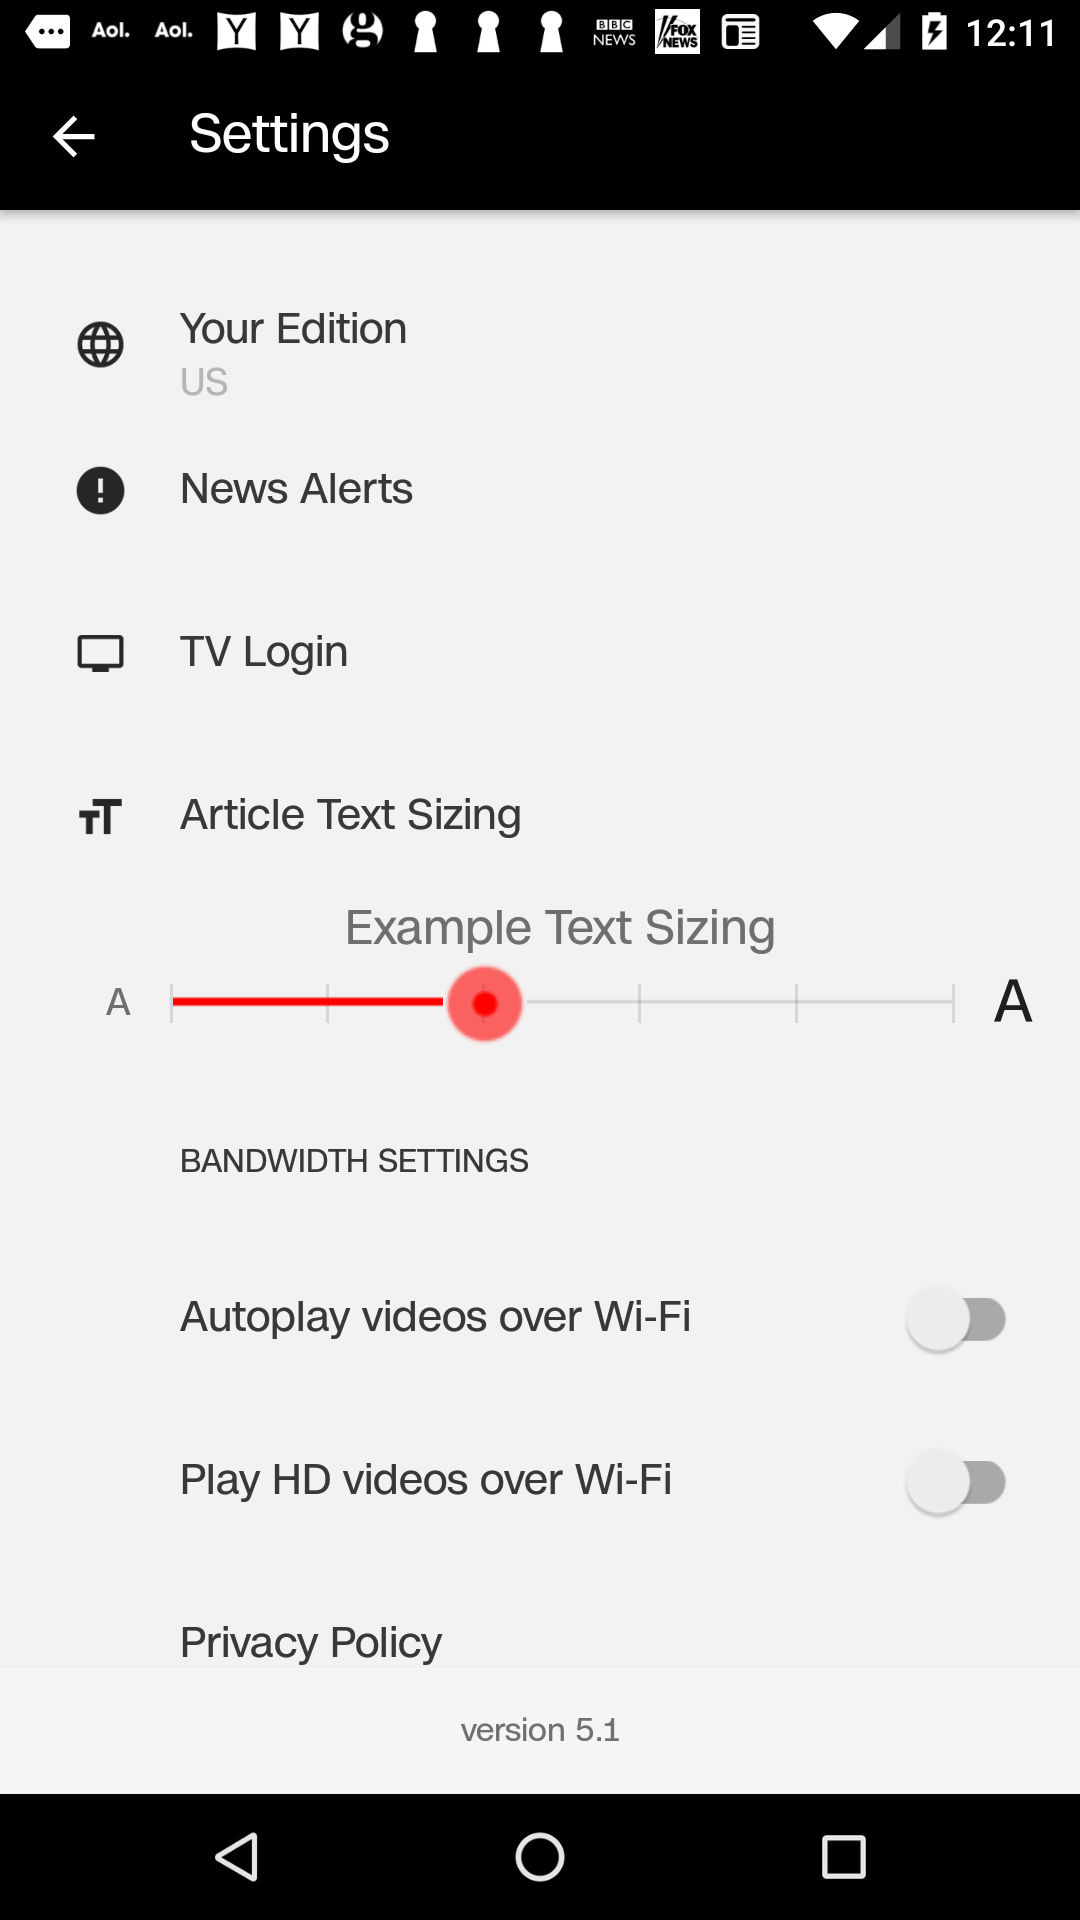 Aol. Aol. Y Y g BBC NEWS FOX NEWS 12:11
Settings
Your Edition
US
News Alerts
TV Login
TT Article Text Sizing
Example Text Sizing
A A
BANDWIDTH SETTINGS
Autoplay videos over Wi-Fi
Play HD videos over Wi-Fi
Privacy Policy
version 5.1